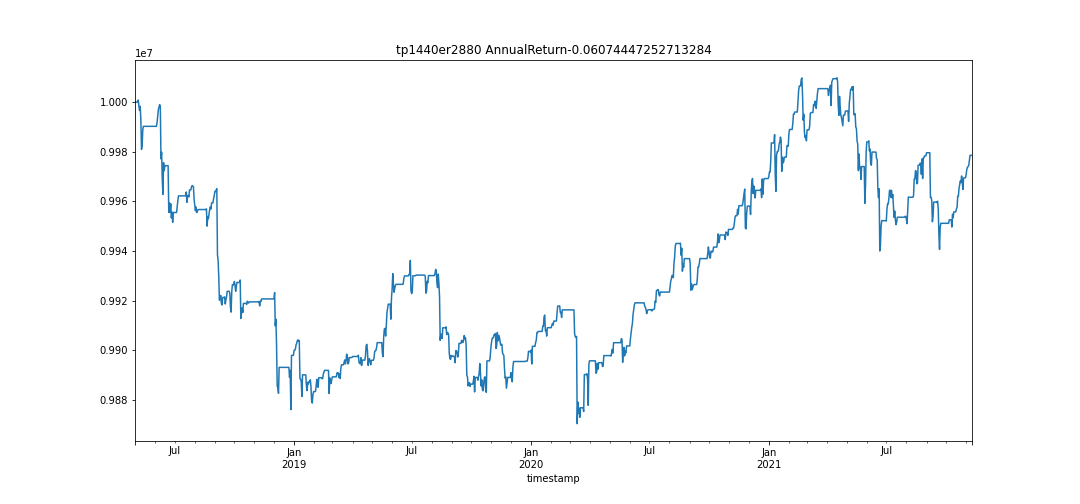 tp1440er2880 AnnualReturn-0.06074447252713284
1e7
1.000
0.998
0.996
0.994
0.992
0.990
0.988
Jul Jan Jul Jan Jul Jan Jul
2019 2020 2021
timestamp